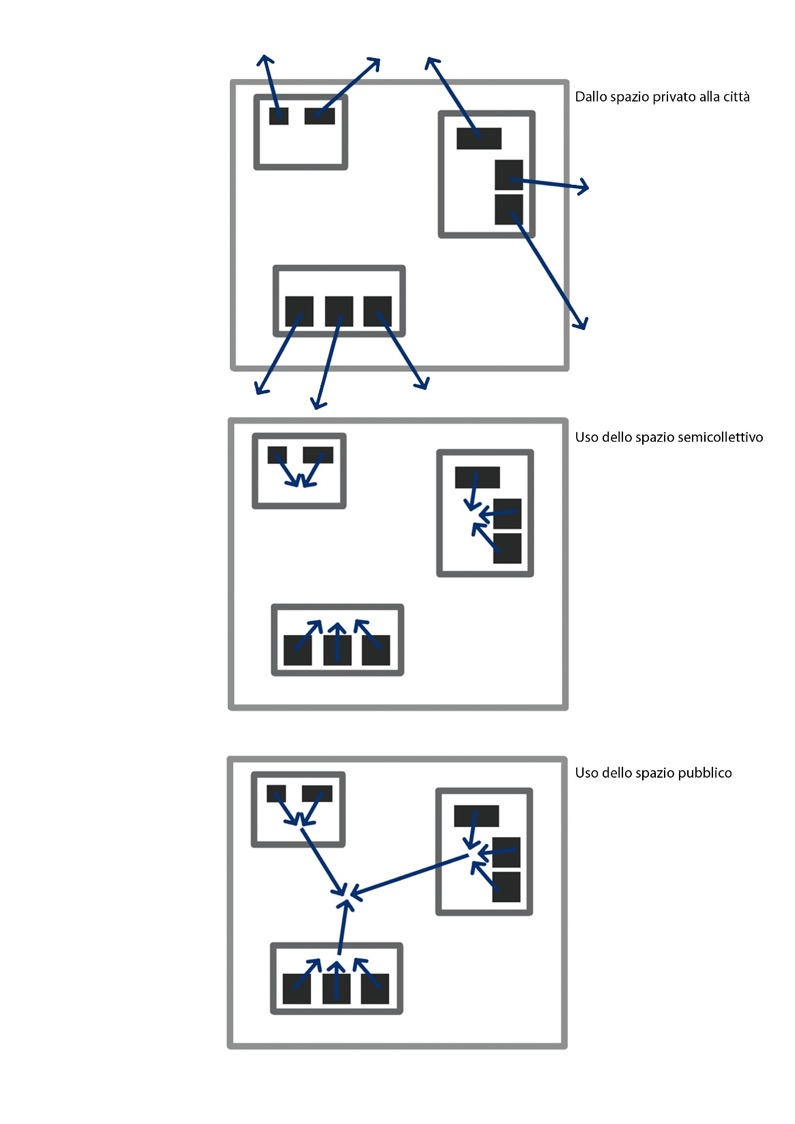 Dallo spazio privato alla città
Uso dello spazio semicollettivo
Uso dello spazio pubblico